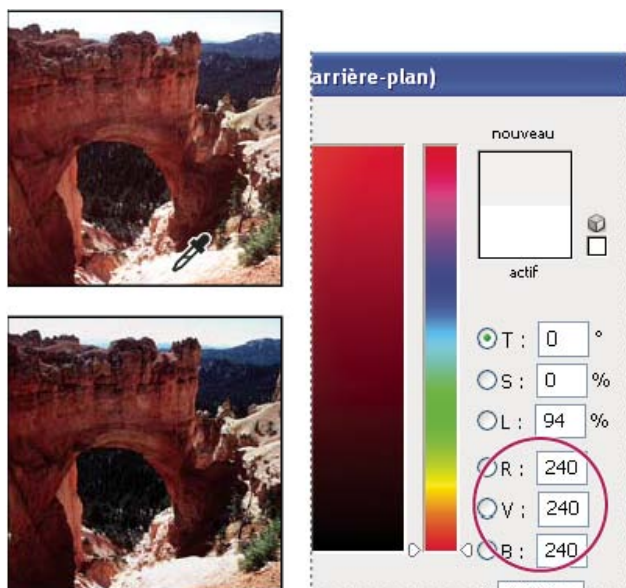 arrière-plan)
nouveau
actif
T : 0 °
S : 0 %
L : 94 %
R : 240
V : 240
B : 240